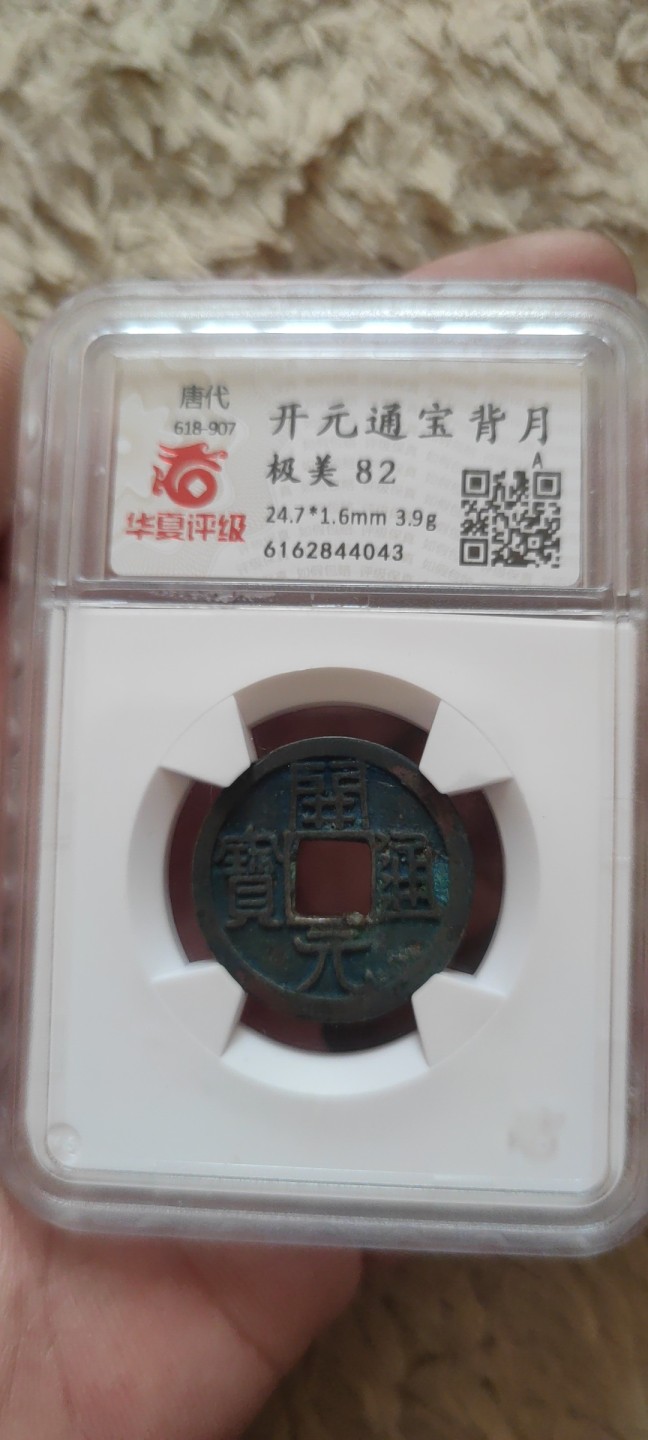 唐代
618-907
华夏评级
开元通宝背月
A
极美 82
24.7*1.6mm 3.9g
6162844043
開
寶 通
元